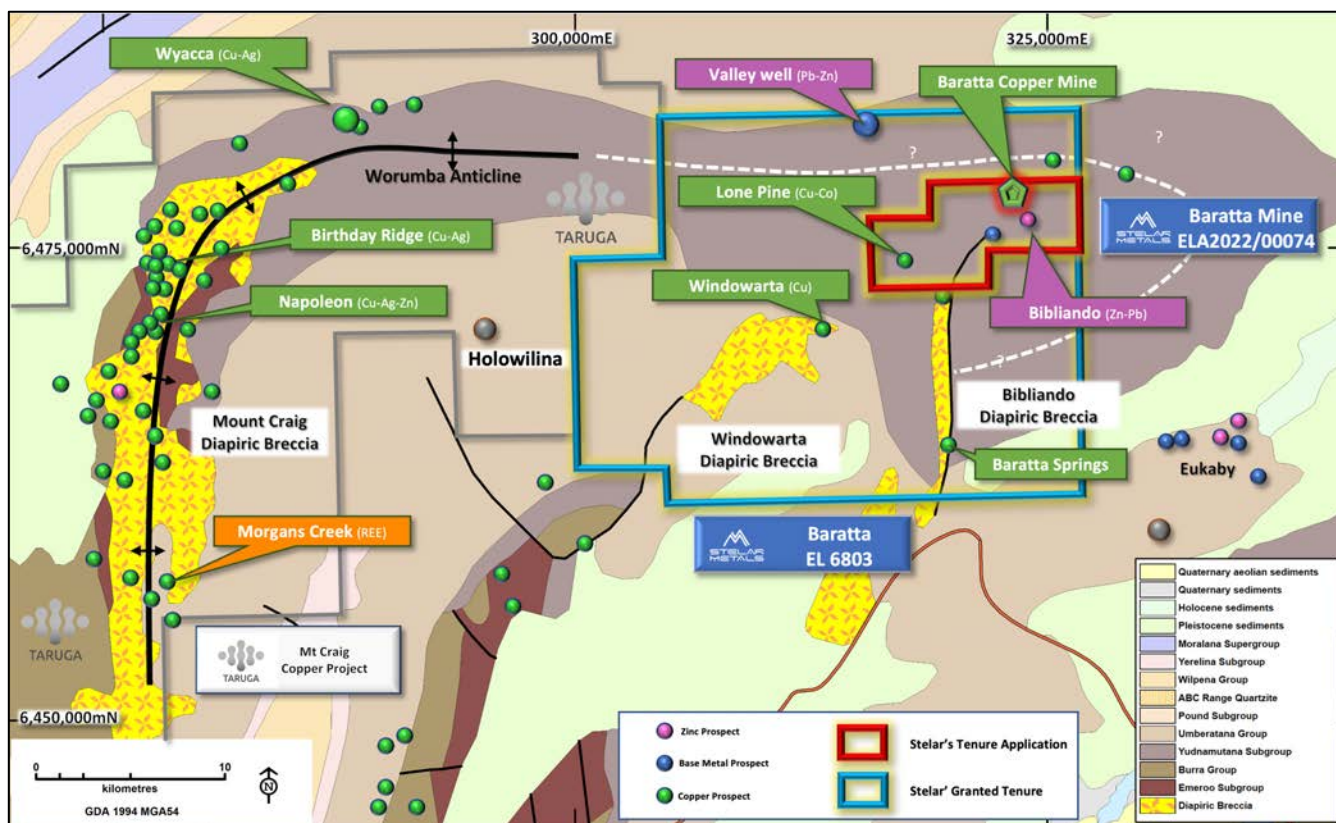 300,000mE
325,000mE
Wyacca (Cu-Ag)
Valley well (Pb-Zn)
Baratta Copper Mine
?
?
Worumba Anticline
TARUGA
Lone Pine (Cu-Co)
STELAR
METALS
Baratta Mine
ELA2022/00074
Birthday Ridge (Cu-Ag)
6,475,000mN
Napoleon (Cu-Ag-Zn)
Windowarta (Cu)
Bibliando (Zn-Pb)
Holowilina
?
Mount Craig
Diapiric Breccia
Bibliando
Diapiric Breccia
Windowarta
Diapiric Breccia
Baratta Springs
Eukaby
Morgans Creek (REE)
STELAR
METALS
Baratta
EL 6803
TARUGA
TARUGA
Mt Craig
Copper Project
6,450,000mN
0
10
kilometres
GDA 1994 MGA54
N
Zinc Prospect
Base Metal Prospect
Copper Prospect
Stelar's Tenure Application
Stelar' Granted Tenure
Quaternary aeolian sediments
Quaternary sediments
Holocene sediments
Pleistocene sediments
Moralana Supergroup
Yerelina Subgroup
Wilpena Group
ABC Range Quartzite
Pound Subgroup
Umberatana Group
Yudnamutana Subgroup
Burra Group
Emeroo Subgroup
Diapiric Breccia